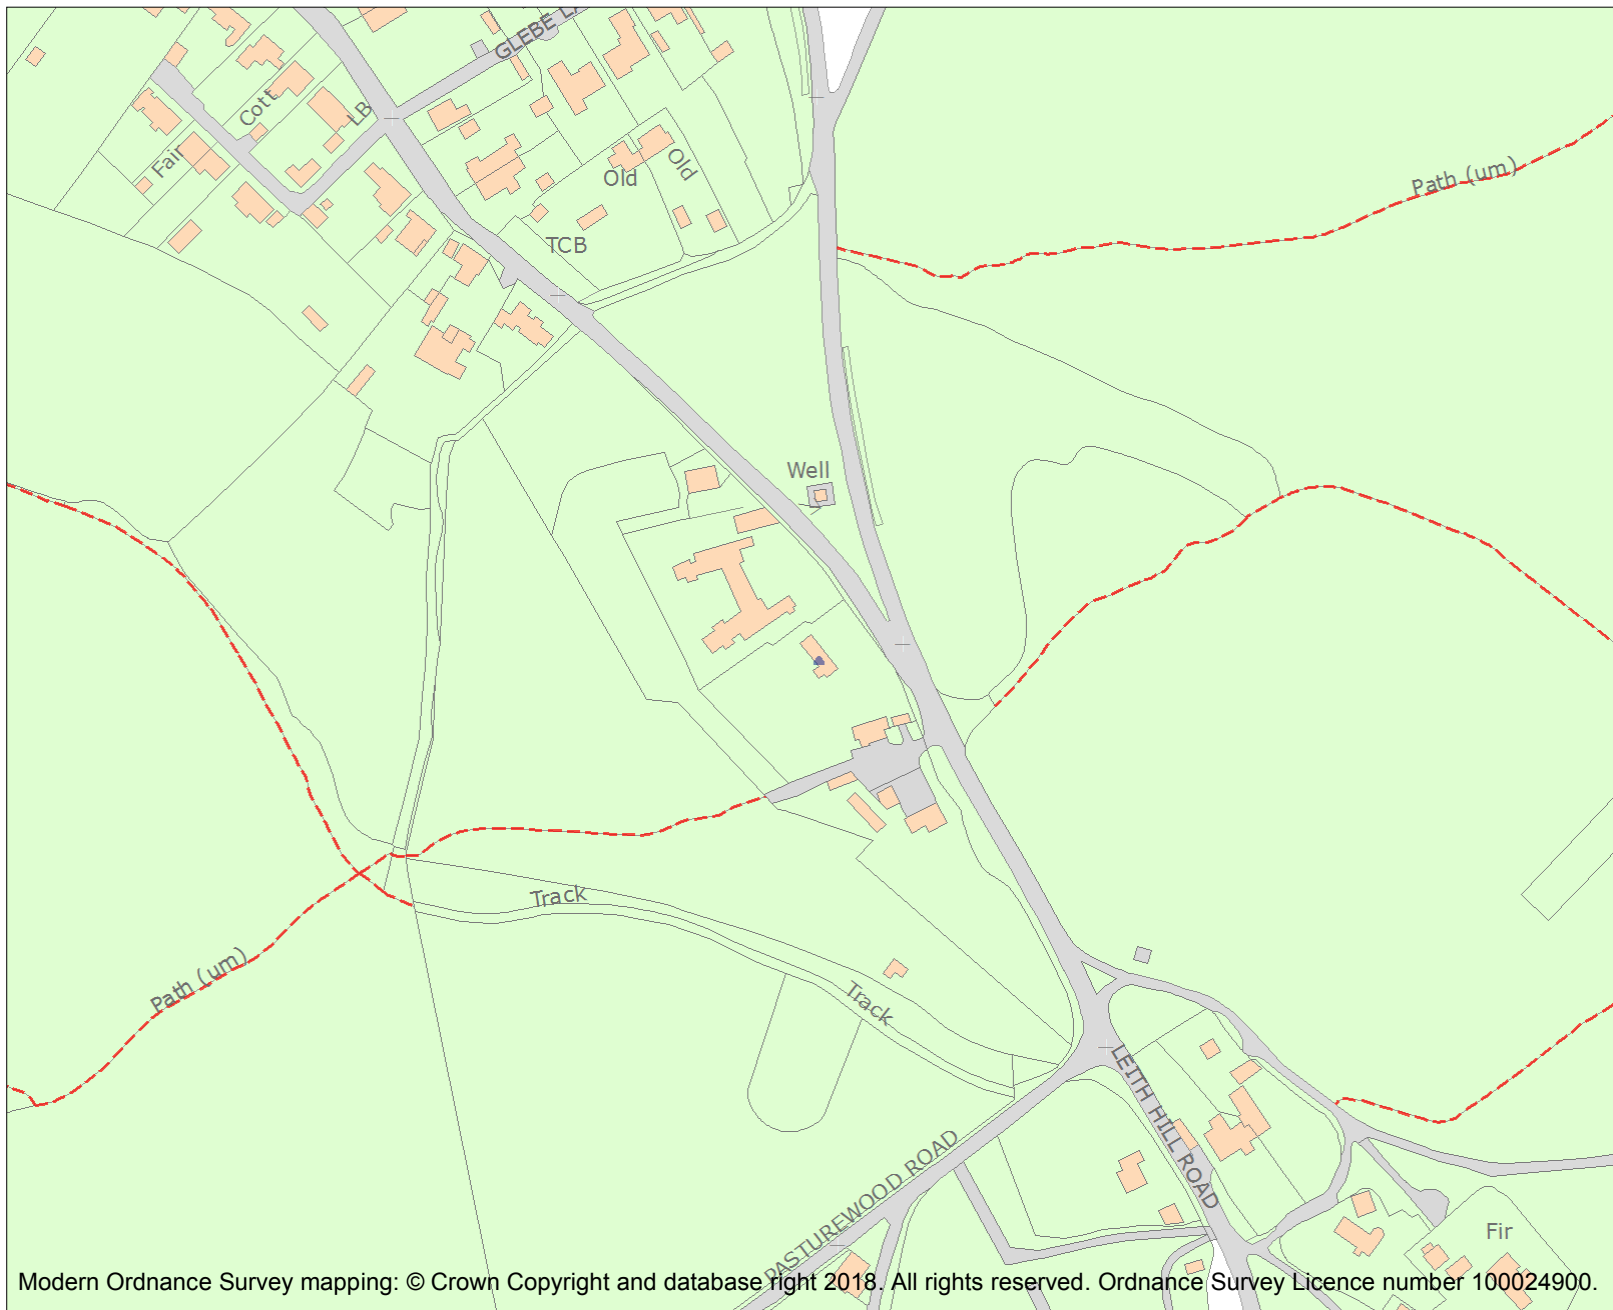 GLEBE LA
Cott
LB
Fair
Old
Old
TCB
Path (um)
Well
Track
Path (um)
Track
LEITH HILL ROAD
PASTUREWOOD ROAD
Fir
Modern Ordnance Survey mapping: © Crown Copyright and database right 2018. All rights reserved. Ordnance Survey Licence number 100024900.